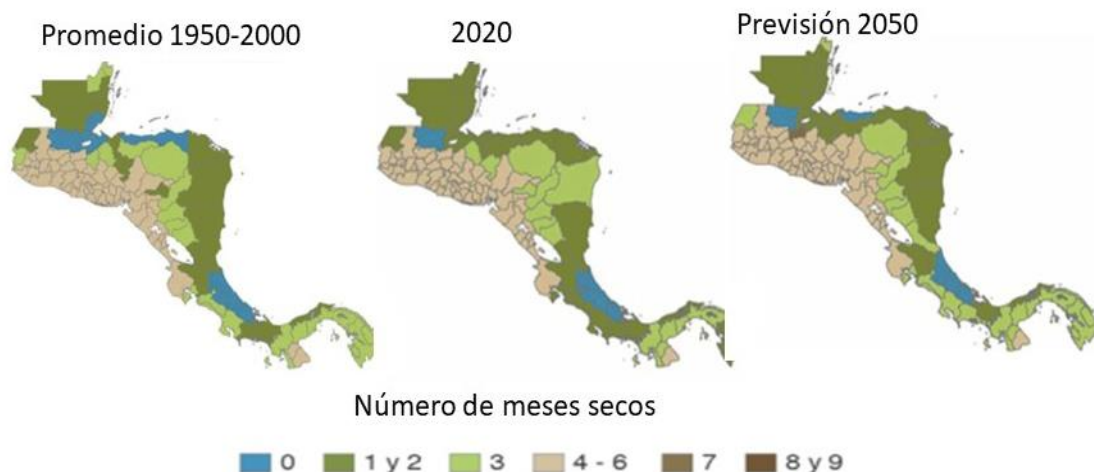 Promedio 1950-2000
2020
Previsión 2050
Número de meses secos
0
1 y 2
3
4 - 6
7
8 y 9